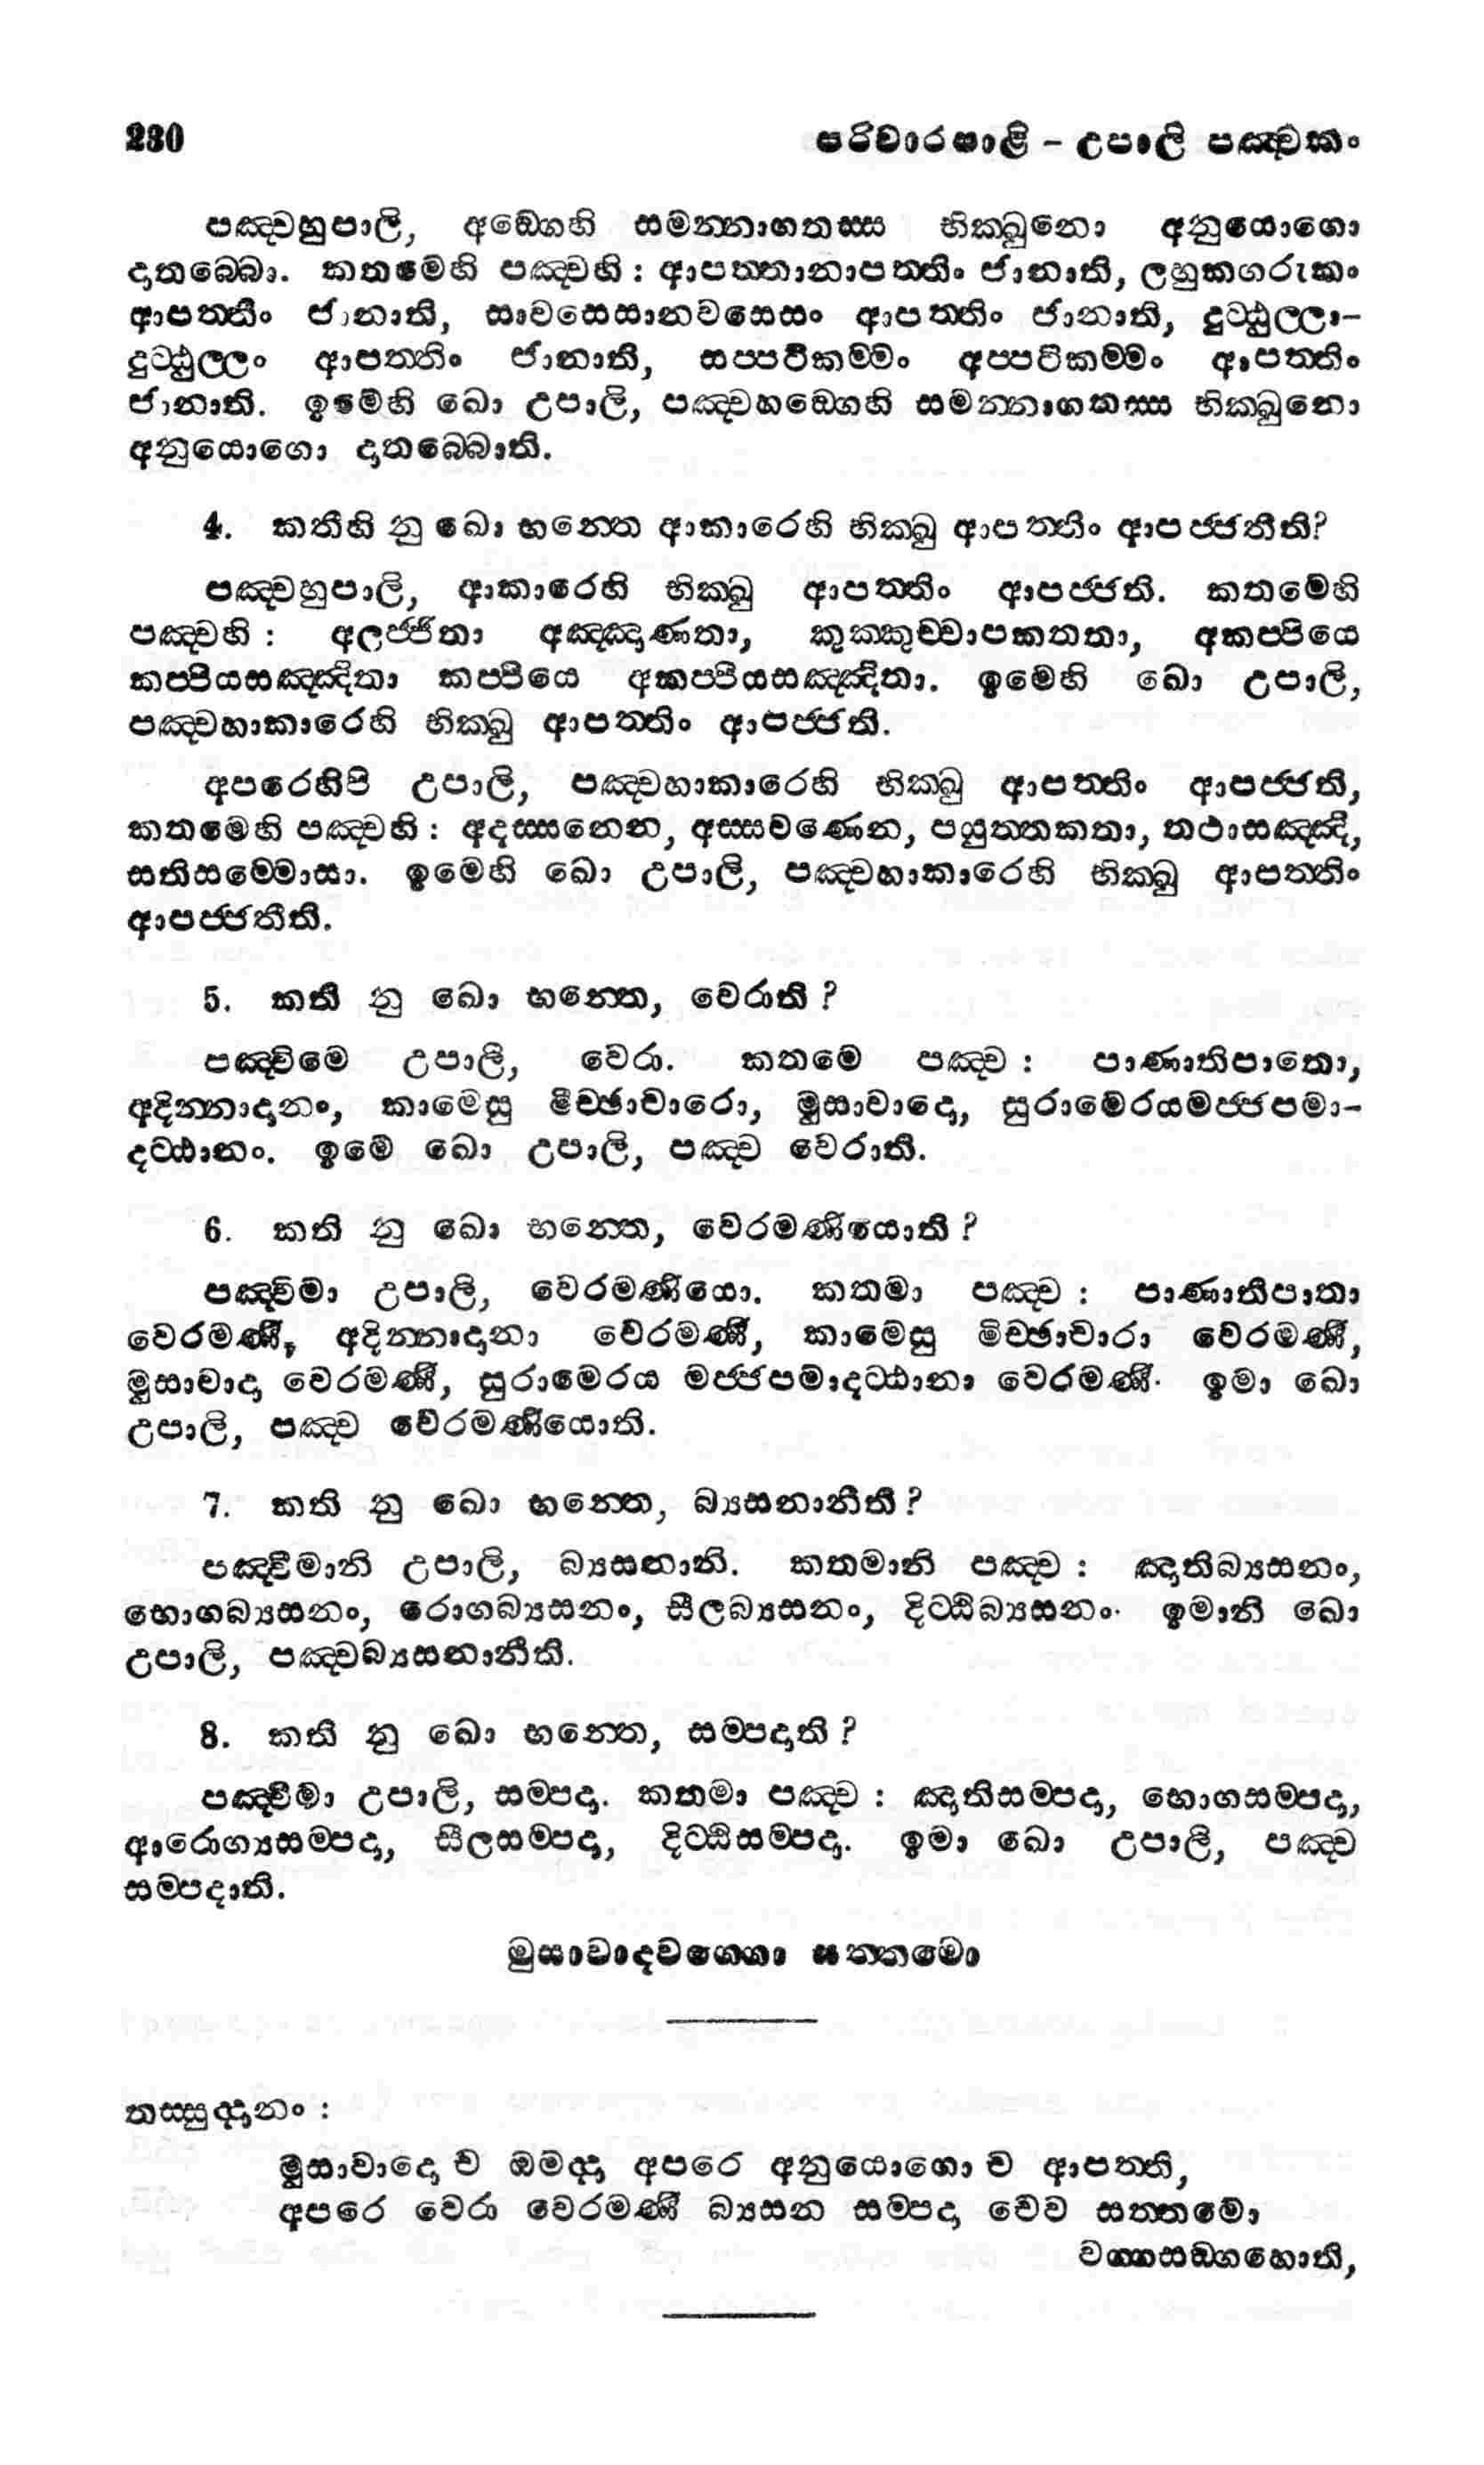 230 පරිවාරපාළි – උපාලි පඤ්චකං
පඤ්චහුපාලි, අඞ්ගෙහි සමන්නාගතස්ස භික්ඛුනො අනුයොගො
දාතබ්බො. කතමෙහි පඤ්චහි : ආපත්තානාපත්තිං ජානාති, ලහුකගරුකං
ආපත්තිං ජානාති, සාවසෙසානවසෙසං ආපත්තිං ජානාති, දුට්ඨුල්ලා-
දුට්ඨුල්ලං ආපත්තිං ජානාති, සප්පටිකම්මං අප්පටිකම්මං ආපත්තිං
ජානාති. ඉමෙහි ඛො උපාලි, පඤ්චහඞ්ගෙහි සමන්නාගතස්ස භික්ඛුනො
අනුයොගො දාතබ්බොති.
4. කතීහි නු ඛො භන්තෙ ආකාරෙහි භික්ඛු ආපත්තිං ආපජ්ජතීති?
පඤ්චහුපාලි, ආකාරෙහි භික්ඛු ආපත්තිං ආපජ්ජති. කතමෙහි
පඤ්චහි : අලජ්ජිතා අඤ්ඤාණතා, කුක්කුච්චාපකතතා, අකප්පියෙ
කප්පියසඤ්ඤිතා කප්පියෙ අකප්පියසඤ්ඤිතා. ඉමෙහි ඛො උපාලි,
පඤ්චහාකාරෙහි භික්ඛු ආපත්තිං ආපජ්ජති.
අපරෙහිපි උපාලි, පඤ්චහාකාරෙහි භික්ඛු ආපත්තිං ආපජ්ජති,
කතමෙහි පඤ්චහි : අදස්සනෙන, අස්සවණෙන, පයුත්තකතා, තථාසඤ්ඤී,
සතිසම්මොසා. ඉමෙහි ඛො උපාලි, පඤ්චහාකාරෙහි භික්ඛු ආපත්තිං
ආපජ්ජතීති.
5. කති නු ඛො භන්තෙ, වෙරාති ?
පඤ්චිමෙ උපාලි, වෙරා. කතමෙ පඤ්ච : පාණාතිපාතො,
අදින්නාදානං, කාමෙසු මිච්ඡාචාරො, මුසාවාදො, සුරාමෙරයමජ්ජපමා-
දට්ඨානං. ඉමෙ ඛො උපාලි, පඤ්ච වෙරාති.
6. කති නු ඛො භන්තෙ, වෙරමණියොති ?
පඤ්චිමා උපාලි, වෙරමණියො. කතමා පඤ්ච : පාණාතිපාතා
වෙරමණී, අදින්නාදානා වෙරමණී, කාමෙසු මිච්ඡාචාරා වෙරමණී,
මුසාවාදා වෙරමණී, සුරාමෙරය මජ්ජපමාදට්ඨානා වෙරමණී. ඉමා ඛො
උපාලි, පඤ්ච වෙරමණියොති.
7. කති නු ඛො භන්තෙ, බ්‍යසනානීති ?
පඤ්චිමානි උපාලි, බ්‍යසනානි. කතමානි පඤ්ච : ඤාතිබ්‍යසනං,
භොගබ්‍යසනං, රොගබ්‍යසනං, සීලබ්‍යසනං, දිට්ඨිබ්‍යසනං. ඉමානි ඛො
උපාලි, පඤ්චබ්‍යසනානීති.
8. කති නු ඛො භන්තෙ, සම්පදාති ?
පඤ්චිමා උපාලි, සම්පදා. කතමා පඤ්ච : ඤාතිසම්පදා, භොගසම්පදා,
ආරොග්‍යසම්පදා, සීලසම්පදා, දිට්ඨිසම්පදා. ඉමා ඛො උපාලි, පඤ්ච
සම්පදාති.
මුසාවාදවග්ගො සත්තමො
තස්සුද්දානං :
මුසාවාදො ච ඔමද්දා අපරෙ අනුයොගො ච ආපත්ති,
අපරෙ වෙරා වෙරමණී බ්‍යසන සම්පදා චෙව සත්තමො
වග්ගසඞ්ගහොති,